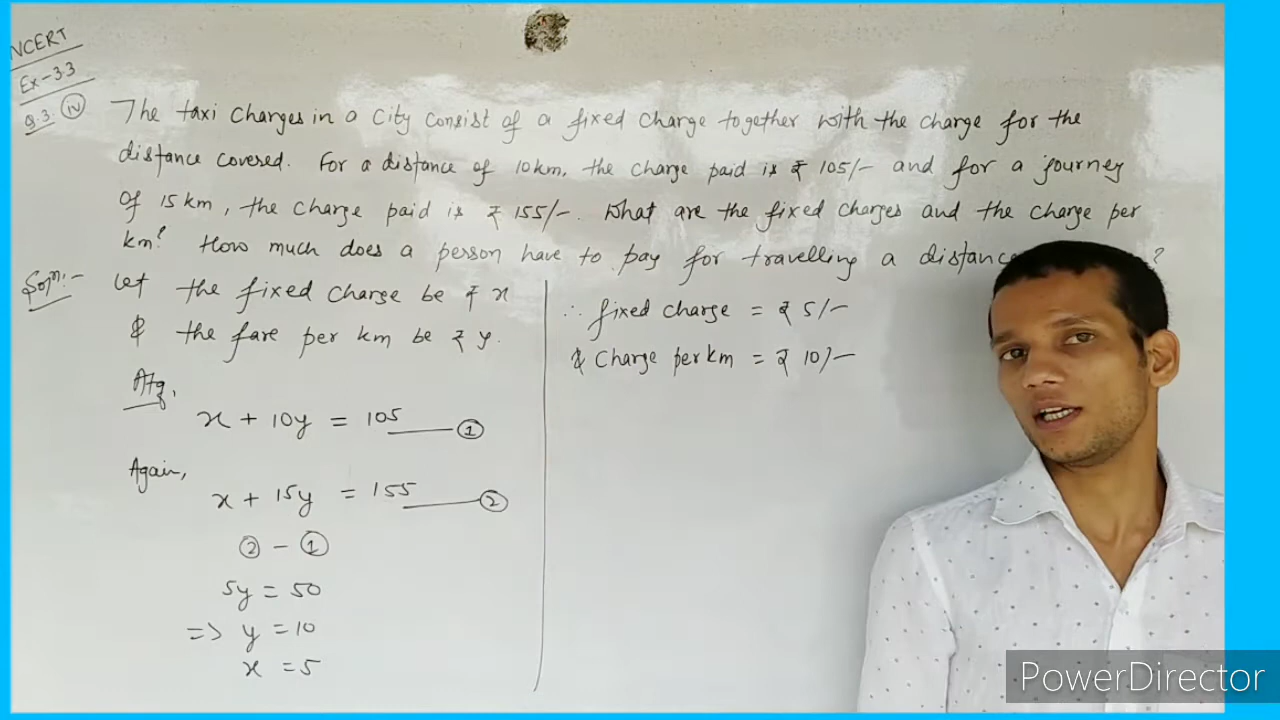 NCERT
Ex-3.3
Q.3. (iv) The taxi charges in a city consist of a fixed charge together with the charge for the
distance covered. For a distance of 10km, the charge paid is ₹ 105/- and for a journey
of 15 km, the charge paid is ₹ 155/-. What are the fixed charges and the charge per
km? How much does a person have to pay for travelling a distance ?
Soln:- Let the fixed charge be ₹ x
& the fare per km be ₹ y.
Atq,
x + 10y = 105 ①
Again,
x + 15y = 155 ②
② - ①
5y = 50
=> y = 10
x = 5
∴ fixed charge = ₹ 5/-
& Charge per km = ₹ 10/-
PowerDirector